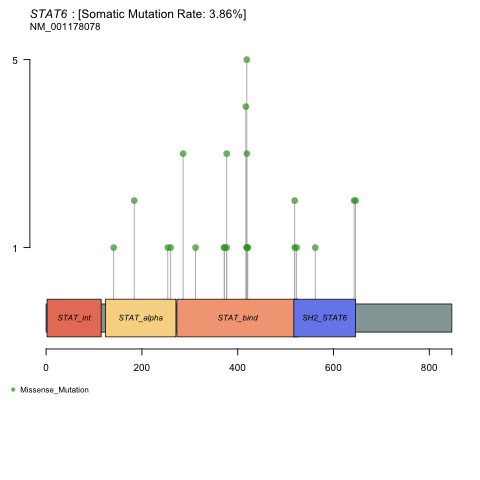 STAT6 : [Somatic Mutation Rate: 3.86%]
NM_001178078
5
1
STAT_int STAT_alpha STAT_bind SH2_STAT6
0 200 400 600 800
Missense_Mutation